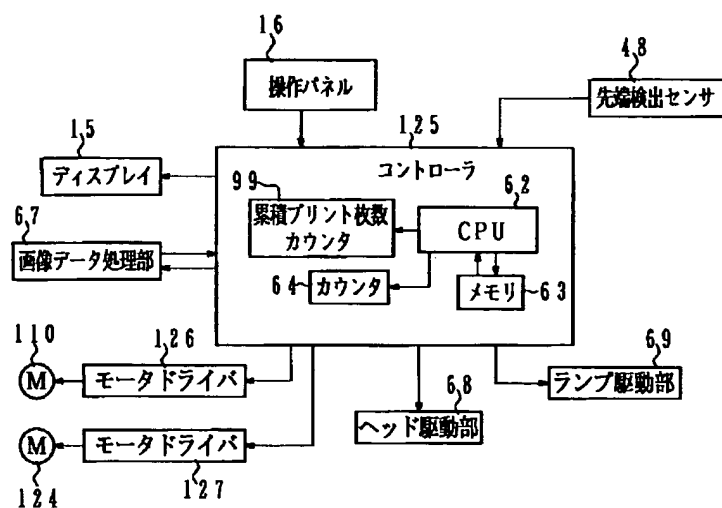 16
操作パネル
48
先端検出センサ
125
コントローラ
15
ディスプレイ
99
累積プリント枚数
カウンタ
62
CPU
67
画像データ処理部
64
カウンタ
メモリ
63
110
M
126
モータドライバ
69
ランプ駆動部
68
ヘッド駆動部
M
モータドライバ
124
127